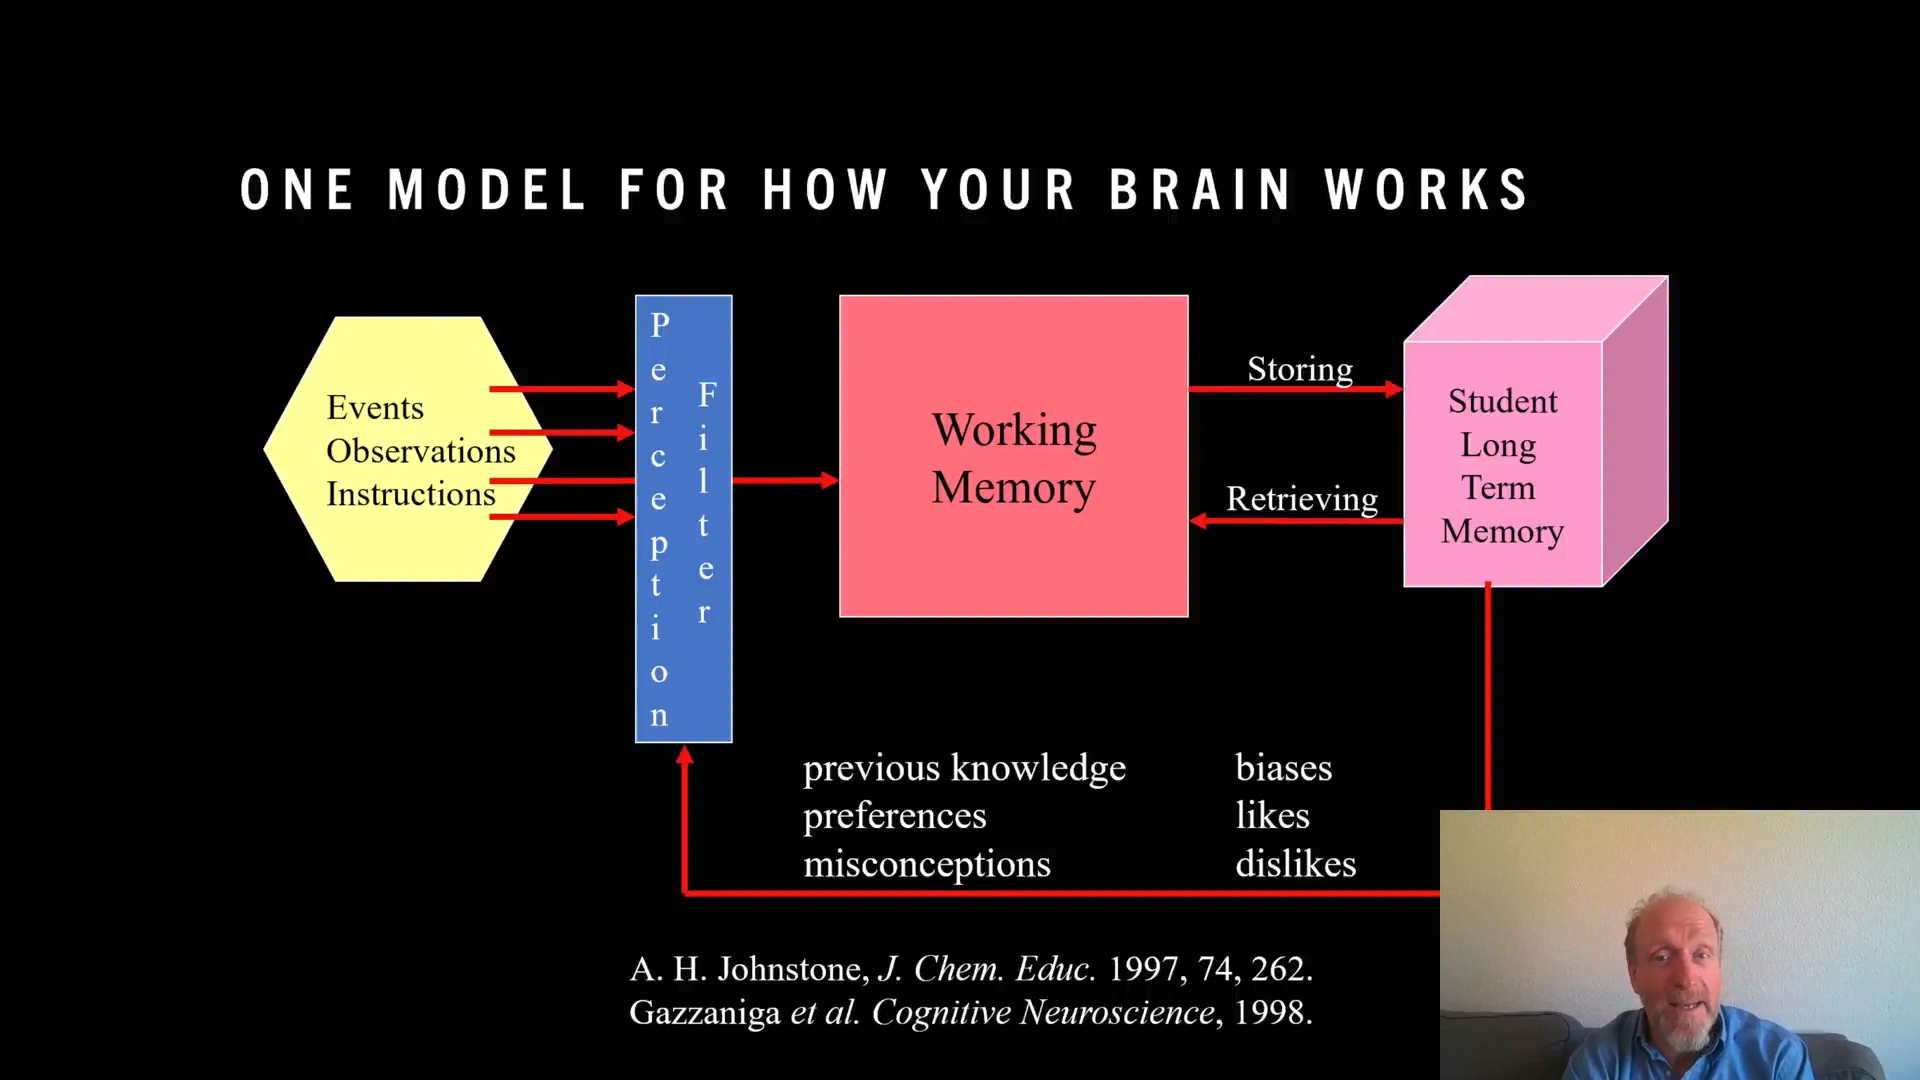 ONE MODEL FOR HOW YOUR BRAIN WORKS
Events
Observations
Instructions
Perception
Filter
Working
Memory
Storing
Retrieving
Student
Long
Term
Memory
previous knowledge
preferences
misconceptions
biases
likes
dislikes
A. H. Johnstone, J. Chem. Educ. 1997, 74, 262.
Gazzaniga et al. Cognitive Neuroscience, 1998.